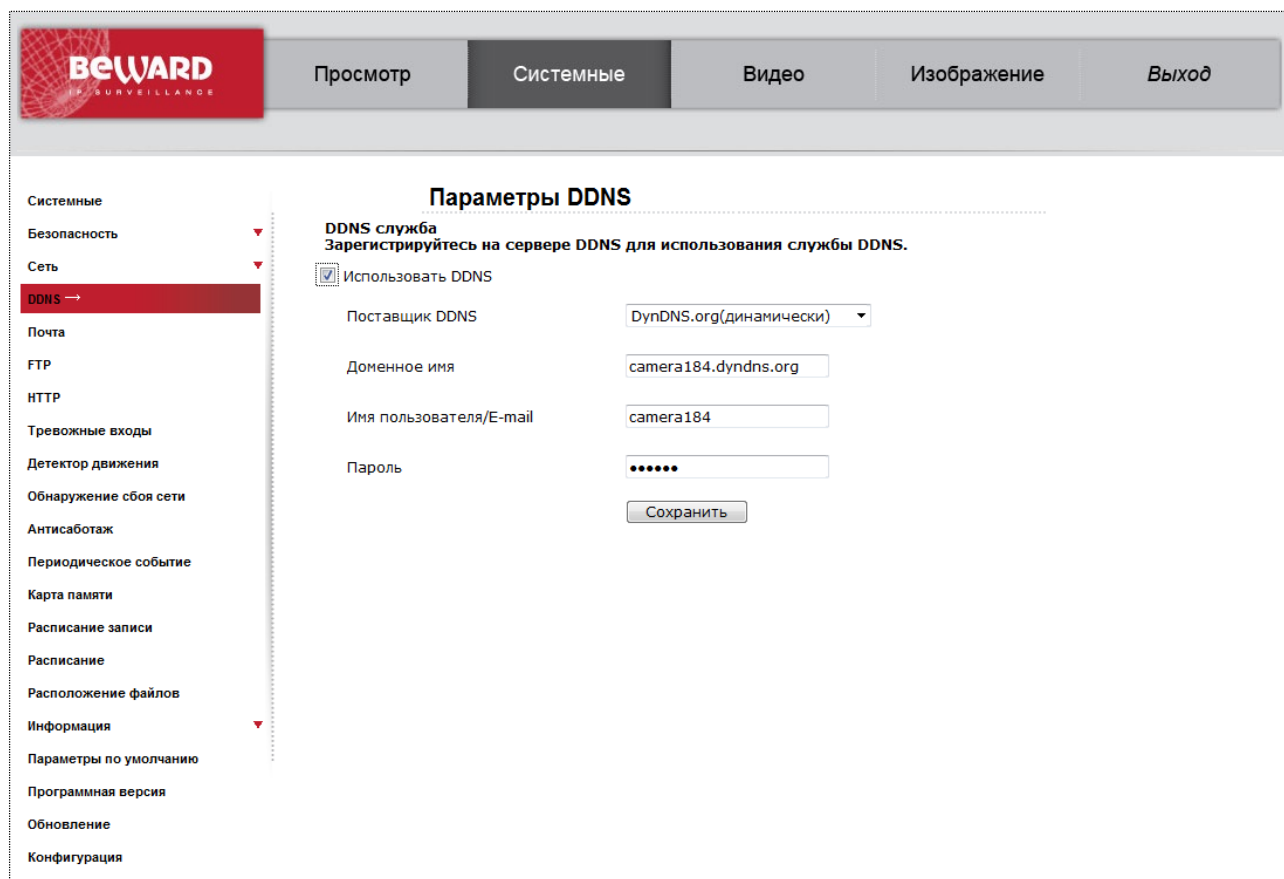 BEWARD
IP SURVEILLANCE
Просмотр
Системные
Видео
Изображение
Выход
Системные
Безопасность
Сеть
DDNS →
Почта
FTP
HTTP
Тревожные входы
Детектор движения
Обнаружение сбоя сети
Антисаботаж
Периодическое событие
Карта памяти
Расписание записи
Расписание
Расположение файлов
Информация
Параметры по умолчанию
Программная версия
Обновление
Конфигурация
Параметры DDNS
DDNS служба
Зарегистрируйтесь на сервере DDNS для использования службы DDNS.
Использовать DDNS
Поставщик DDNS
DynDNS.org(динамически)
Доменное имя
camera184.dyndns.org
Имя пользователя/E-mail
camera184
Пароль
••••••
Сохранить